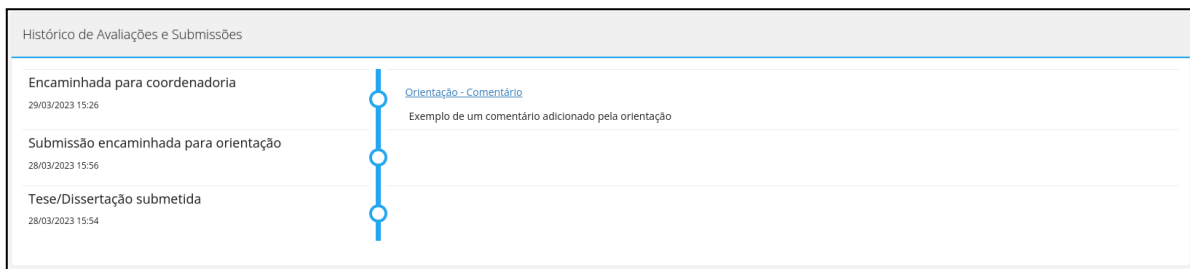 Histórico de Avaliações e Submissões
Encaminhada para coordenadoria
29/03/2023 15:26
Orientação - Comentário
Exemplo de um comentário adicionado pela orientação
Submissão encaminhada para orientação
28/03/2023 15:56
Tese/Dissertação submetida
28/03/2023 15:54